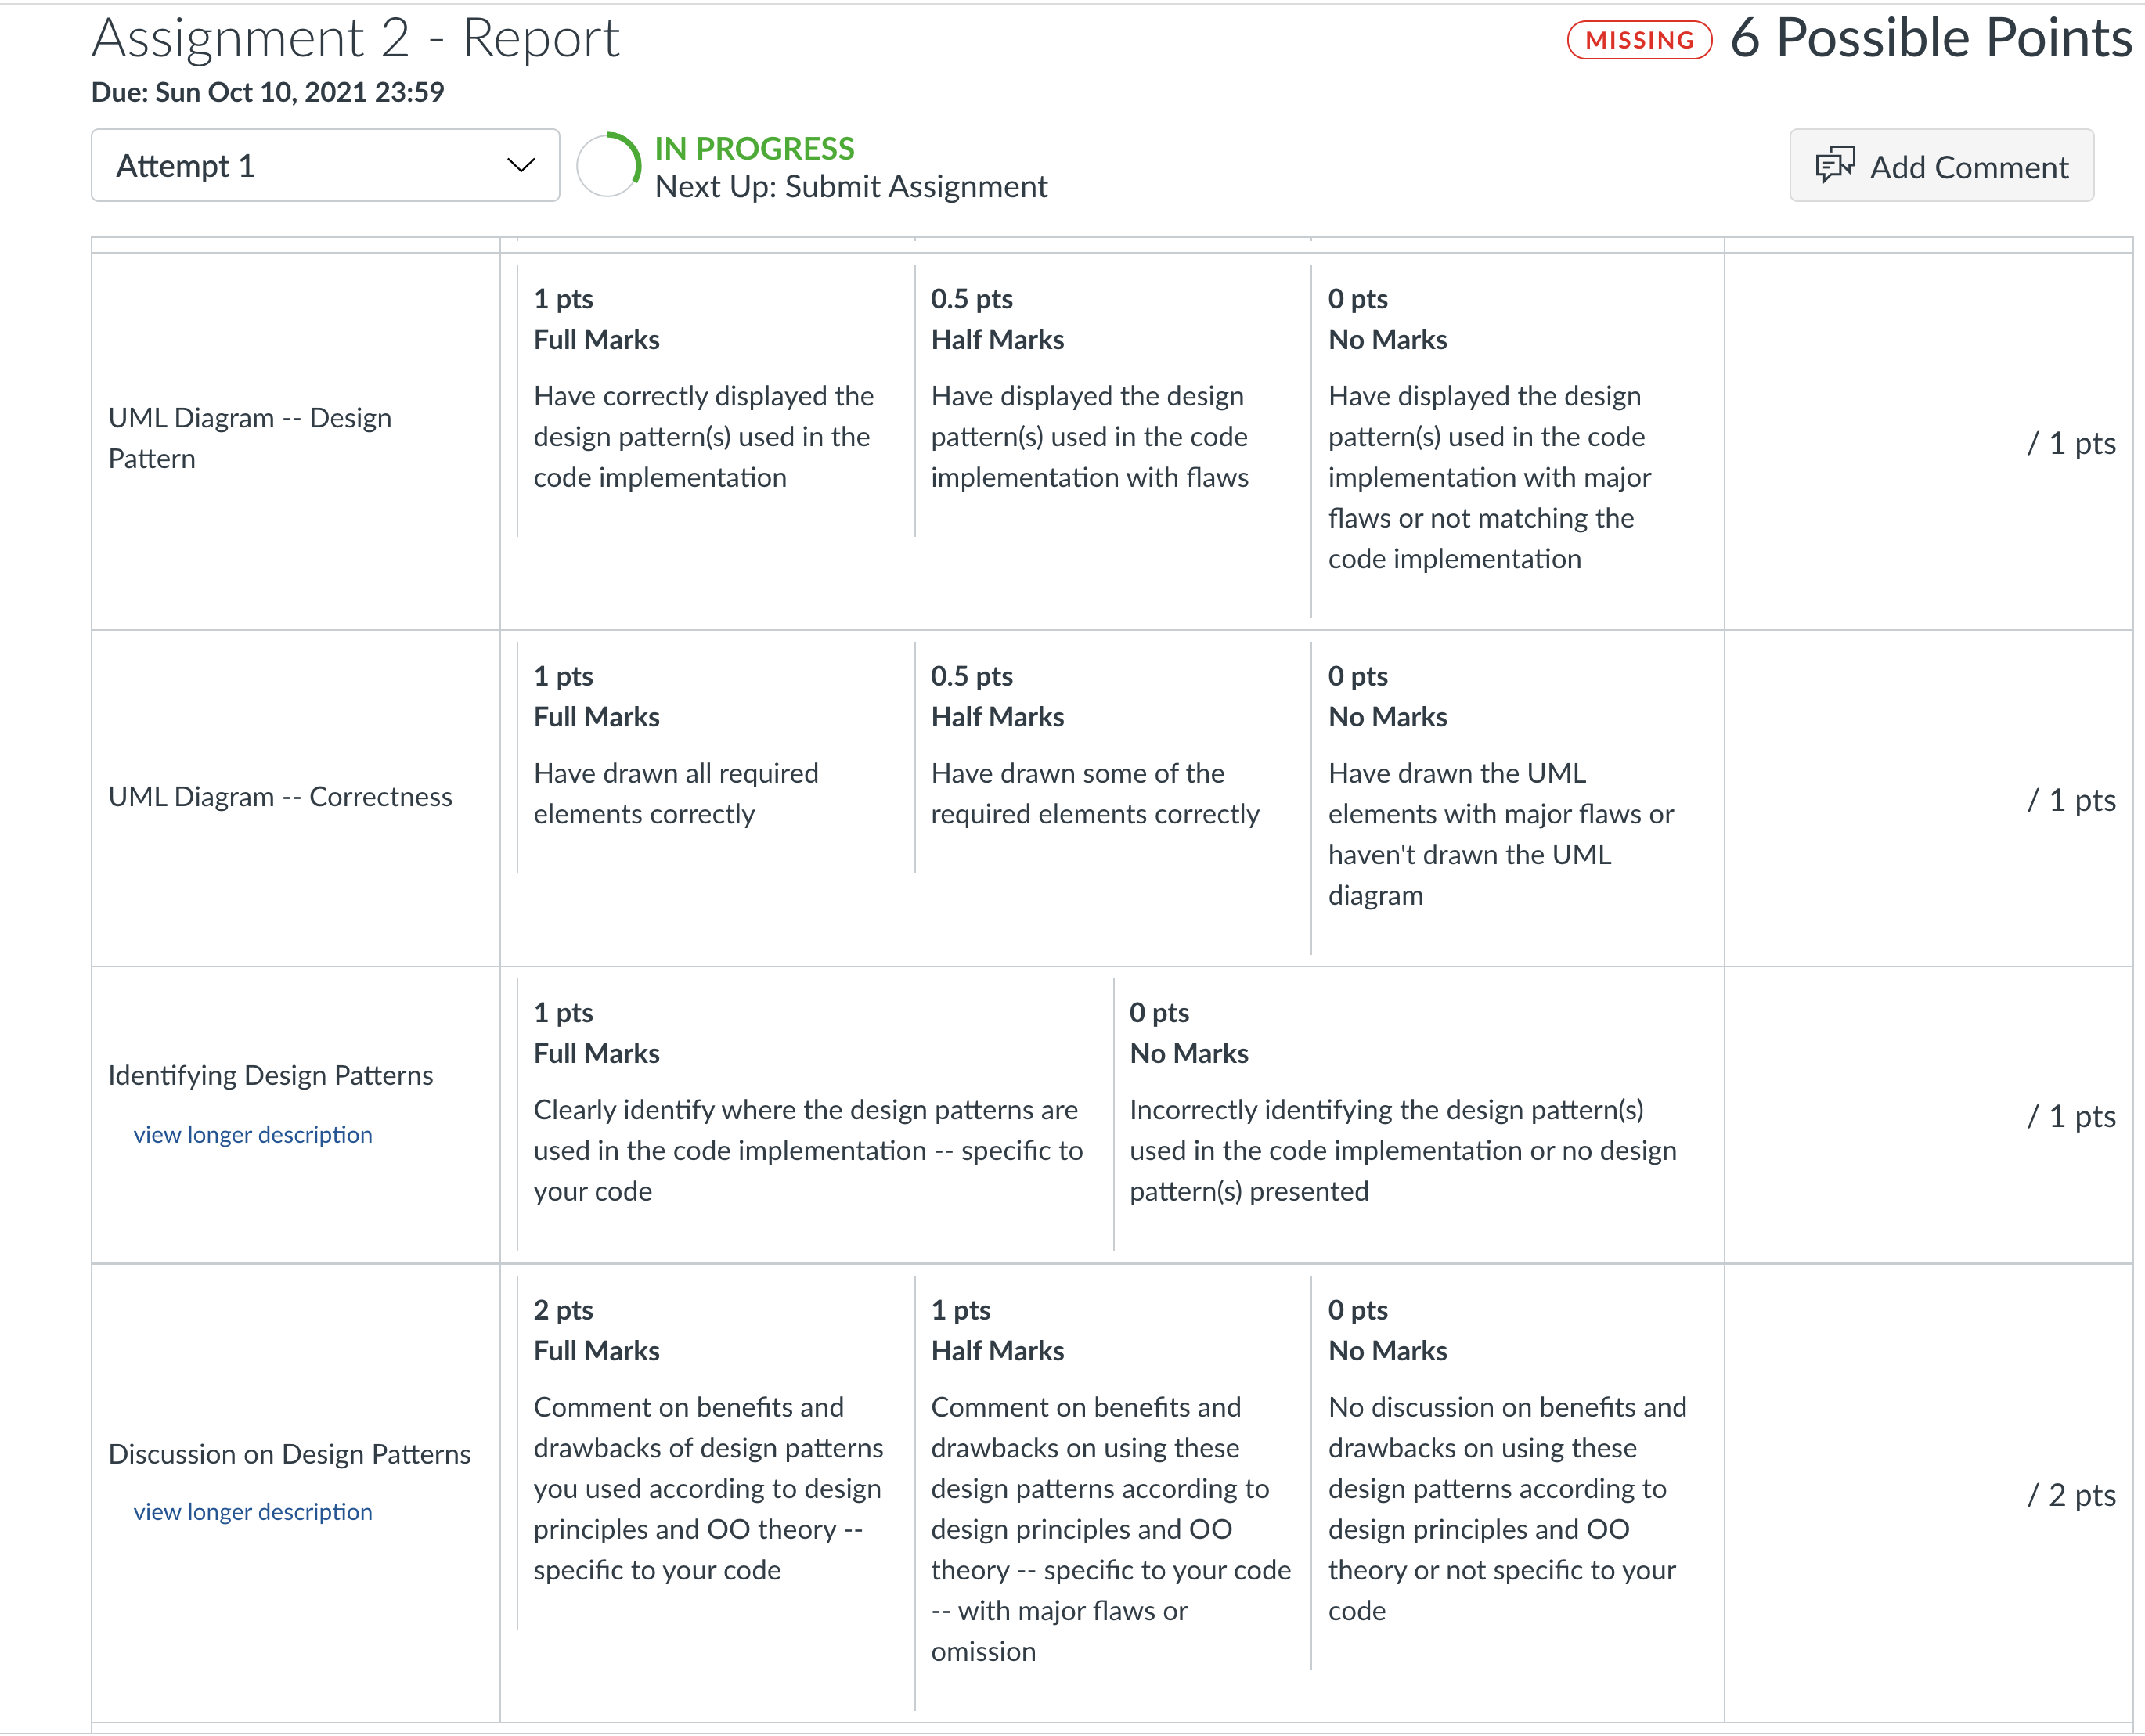 Assignment 2 - Report
MISSING
6 Possible Points
Due: Sun Oct 10, 2021 23:59
Attempt 1
IN PROGRESS
Next Up: Submit Assignment
Add Comment
UML Diagram -- Design
Pattern
1 pts
Full Marks
Have correctly displayed the
design pattern(s) used in the
code implementation
0.5 pts
Half Marks
Have displayed the design
pattern(s) used in the code
implementation with flaws
0 pts
No Marks
Have displayed the design
pattern(s) used in the code
implementation with major
flaws or not matching the
code implementation
/ 1 pts
UML Diagram -- Correctness
1 pts
Full Marks
Have drawn all required
elements correctly
0.5 pts
Half Marks
Have drawn some of the
required elements correctly
0 pts
No Marks
Have drawn the UML
elements with major flaws or
haven't drawn the UML
diagram
/ 1 pts
Identifying Design Patterns
view longer description
1 pts
Full Marks
Clearly identify where the design patterns are
used in the code implementation -- specific to
your code
0 pts
No Marks
Incorrectly identifying the design pattern(s)
used in the code implementation or no design
pattern(s) presented
/ 1 pts
Discussion on Design Patterns
view longer description
2 pts
Full Marks
Comment on benefits and
drawbacks of design patterns
you used according to design
principles and OO theory --
specific to your code
1 pts
Half Marks
Comment on benefits and
drawbacks on using these
design patterns according to
design principles and OO
theory -- specific to your code
-- with major flaws or
omission
0 pts
No Marks
No discussion on benefits and
drawbacks on using these
design patterns according to
design principles and OO
theory or not specific to your
code
/ 2 pts